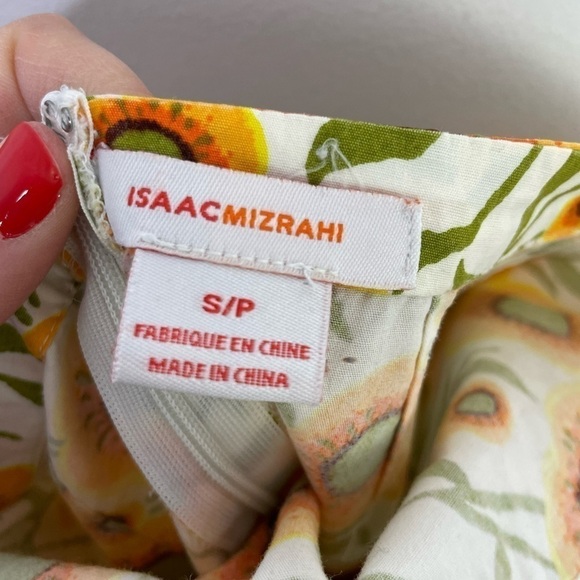 ISAACMIZRAHI
S/P
FABRIQUE EN CHINE
MADE IN CHINA